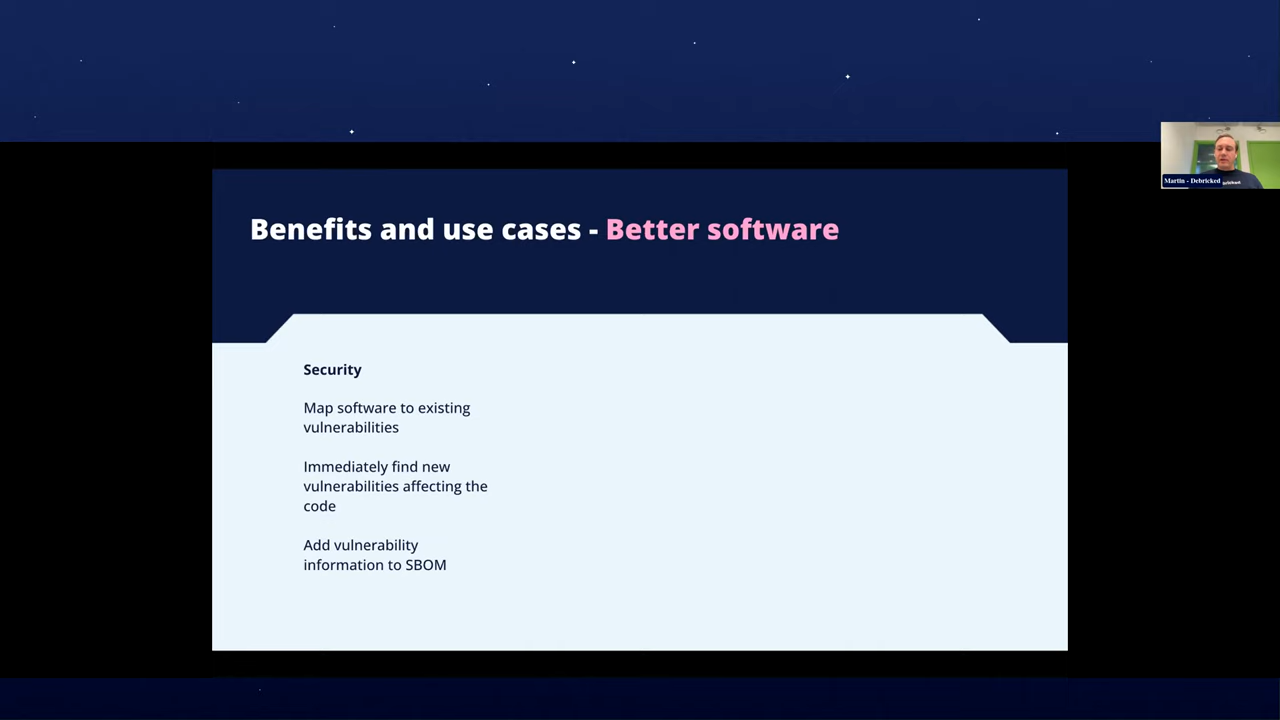 Benefits and use cases - Better software
Martin - Debricked
Security
Map software to existing
vulnerabilities
Immediately find new
vulnerabilities affecting the
code
Add vulnerability
information to SBOM